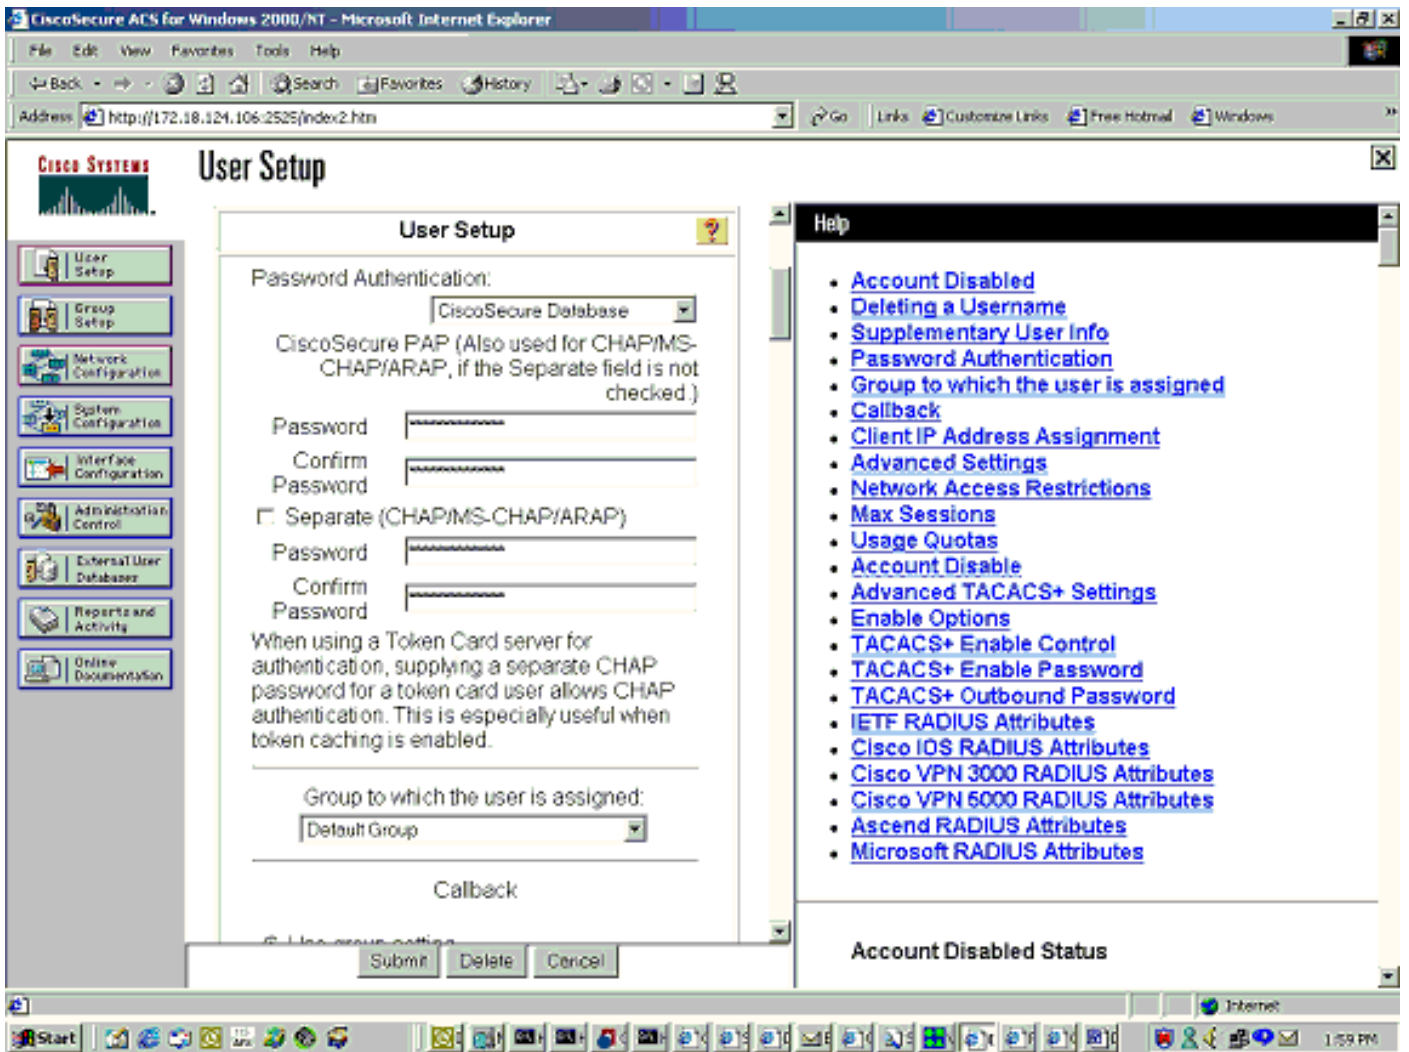 CiscoSecure ACS for Windows 2000/NT - Microsoft Internet Explorer
File Edit View Favorites Tools Help
Back Search Favorites History
Address http://172.18.124.106:2525/index2.htm Go Links Customize Links Free Hotmail Windows
CISCO SYSTEMS
User Setup
User Setup
Group Setup
Network Configuration
System Configuration
Interface Configuration
Administration Control
External User Databases
Reports and Activity
Online Documentation
User Setup
Password Authentication:
CiscoSecure Database
CiscoSecure PAP (Also used for CHAP/MS-
CHAP/ARAP, if the Separate field is not
checked.)
Password
Confirm
Password
Separate (CHAP/MS-CHAP/ARAP)
Password
Confirm
Password
When using a Token Card server for
authentication, supplying a separate CHAP
password for a token card user allows CHAP
authentication. This is especially useful when
token caching is enabled.
Group to which the user is assigned:
Default Group
Callback
Use group setting
Submit Delete Cancel
Help
Account Disabled
Deleting a Username
Supplementary User Info
Password Authentication
Group to which the user is assigned
Callback
Client IP Address Assignment
Advanced Settings
Network Access Restrictions
Max Sessions
Usage Quotas
Account Disable
Advanced TACACS+ Settings
Enable Options
TACACS+ Enable Control
TACACS+ Enable Password
TACACS+ Outbound Password
IETF RADIUS Attributes
Cisco IOS RADIUS Attributes
Cisco VPN 3000 RADIUS Attributes
Cisco VPN 5000 RADIUS Attributes
Ascend RADIUS Attributes
Microsoft RADIUS Attributes
Account Disabled Status
Internet
Start 1:59 PM